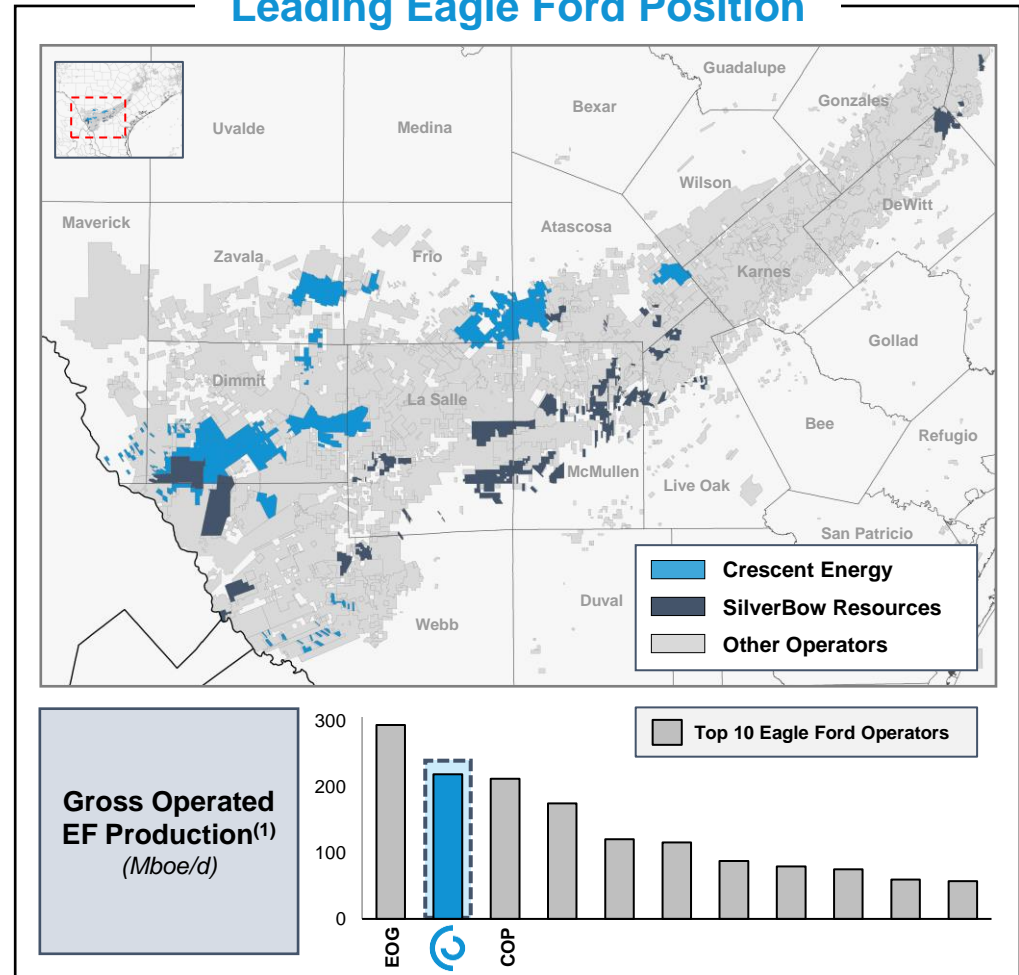 Leading Eagle Ford Position
Guadalupe
Gonzales
Bexar
Uvalde
Medina
Wilson
DeWitt
Maverick
Atascosa
Zavala
Frio
Karnes
Goliad
Dimmit
La Salle
Bee
Refugio
McMullen
Live Oak
San Patricio
Crescent Energy
SilverBow Resources
Other Operators
Duval
Webb
Gross Operated
EF Production(1)
(Mboe/d)
300
200
100
0
Top 10 Eagle Ford Operators
EOG
COP